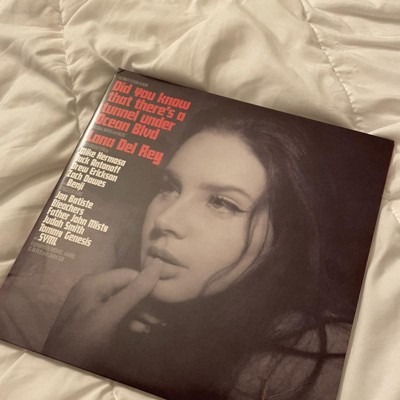 Did you know
that there's a
tunnel under
Ocean Blvd
Lana Del Rey
Mike Hermosa
Jack Antonoff
Drew Erickson
Zach Dawes
Benji
Jon Batiste
Bleachers
Father John Misty
Judah Smith
Tommy Genesis
SYML